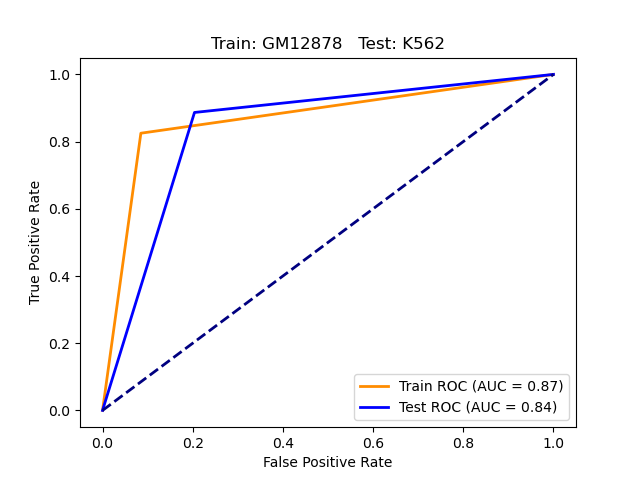 Train: GM12878   Test: K562
True Positive Rate
1.0
0.8
0.6
0.4
0.2
0.0
Train ROC (AUC = 0.87)
Test ROC (AUC = 0.84)
0.0 0.2 0.4 0.6 0.8 1.0
False Positive Rate